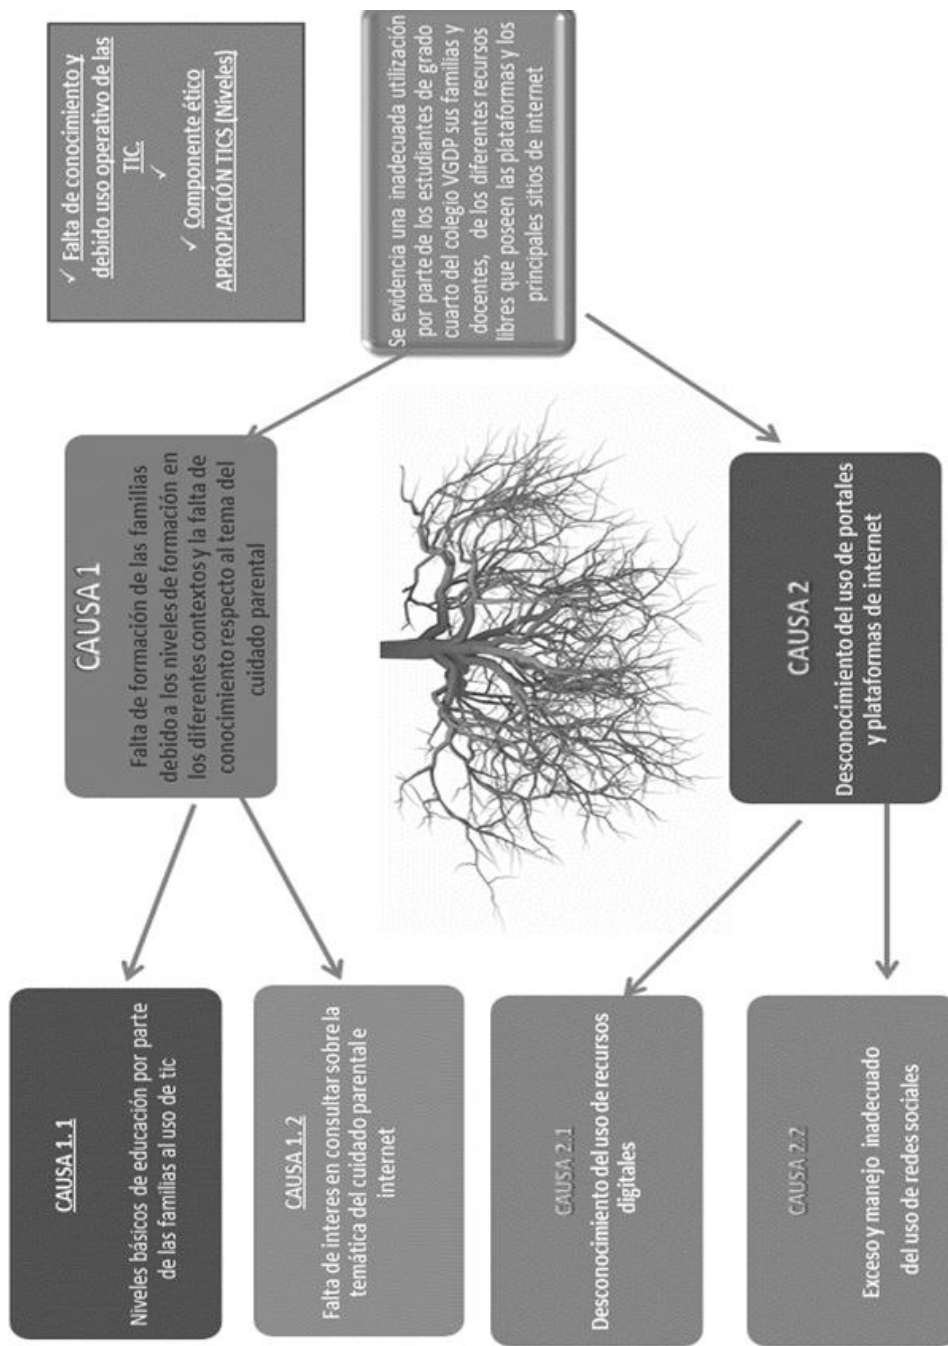 ✓ Falta de conocimiento y
debido uso operativo de las
TIC.
✓
✓ Componente ético
APROPIACIÓN TICS (Niveles)
Se evidencia una inadecuada utilización
por parte de los estudiantes de grado
cuarto del colegio VGDP sus familias y
docentes, de los diferentes recursos
libres que poseen las plataformas y los
principales sitios de internet
CAUSA 1
Falta de formación de las familias
debido a los niveles de formación en
los diferentes contextos y la falta de
conocimiento respecto al tema del
cuidado parental
CAUSA 2
Desconocimiento del uso de portales
y plataformas de internet
CAUSA 1. 1
Niveles básicos de educación por parte
de las familias al uso de tic
CAUSA 1. 2
Falta de interes en consultar sobre la
temática del cuidado parental e
internet
CAUSA 2.1
Desconocimiento del uso de recursos
digitales
CAUSA 2.2
Exceso y manejo inadecuado
del uso de redes sociales